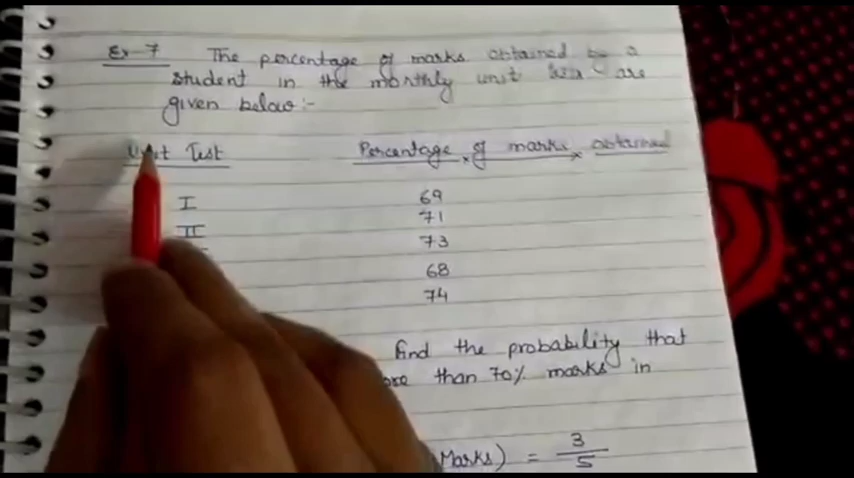 Ex-7 The percentage of marks obtained by a
student in the monthly unit are
given below:-
Unit Test Percentage of marks obtained
I 69
II 71
73
68
74
find the probability that
more than 70% marks in
Marks) = 3/5